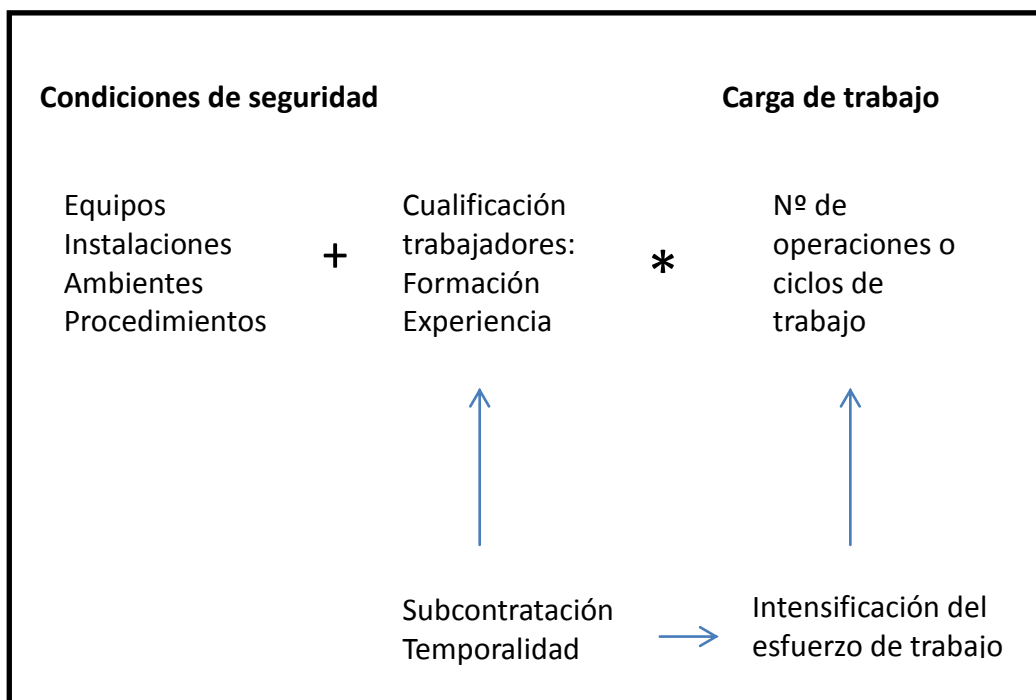 Condiciones de seguridad
Carga de trabajo
Equipos
Instalaciones
Ambientes
Procedimientos
+
Cualificación
trabajadores:
Formación
Experiencia
*
Nº de
operaciones o
ciclos de
trabajo
Subcontratación
Temporalidad
Intensificación del
esfuerzo de trabajo